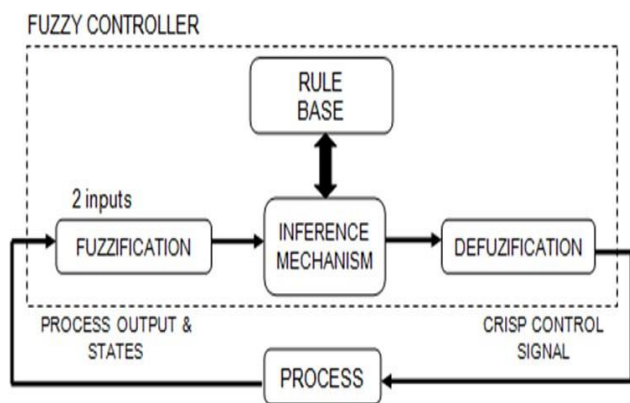 FUZZY CONTROLLER
RULE
BASE
2 inputs
FUZZIFICATION
INFERENCE
MECHANISM
DEFUZIFICATION
PROCESS OUTPUT &
STATES
CRISP CONTROL
SIGNAL
PROCESS